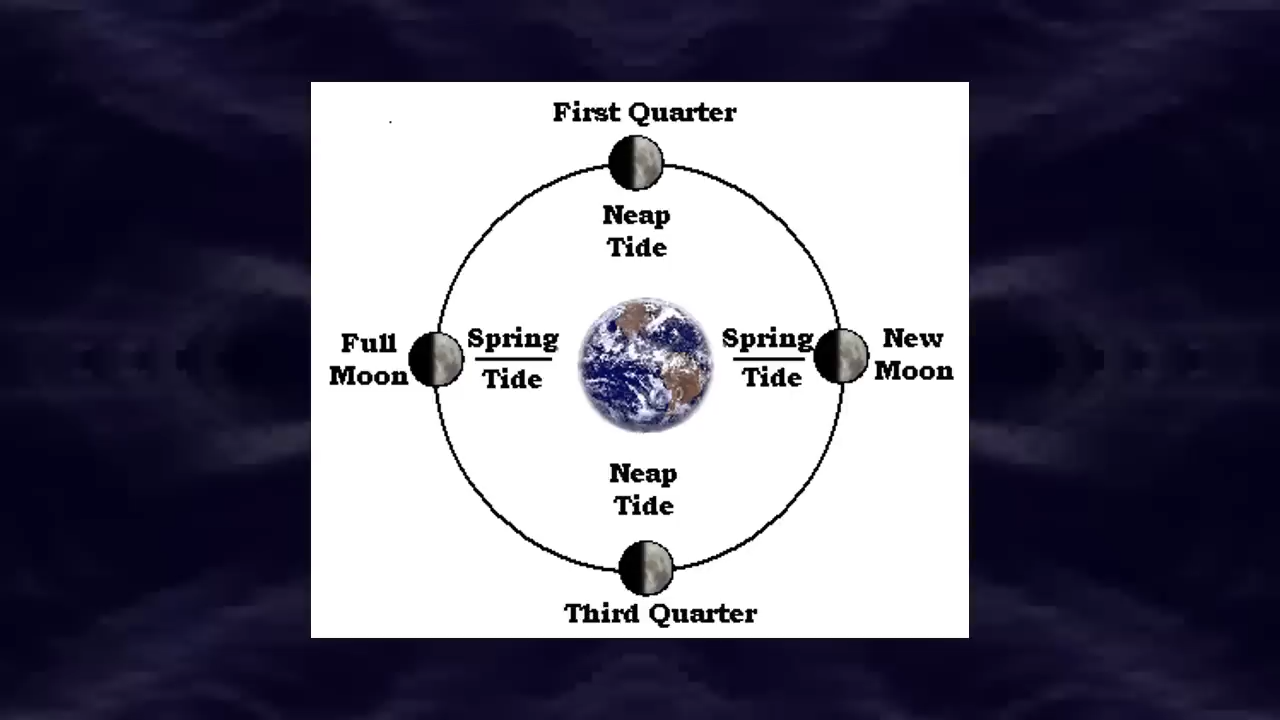 First Quarter
Neap
Tide
Full
Moon
Spring
Tide
Spring
Tide
New
Moon
Neap
Tide
Third Quarter